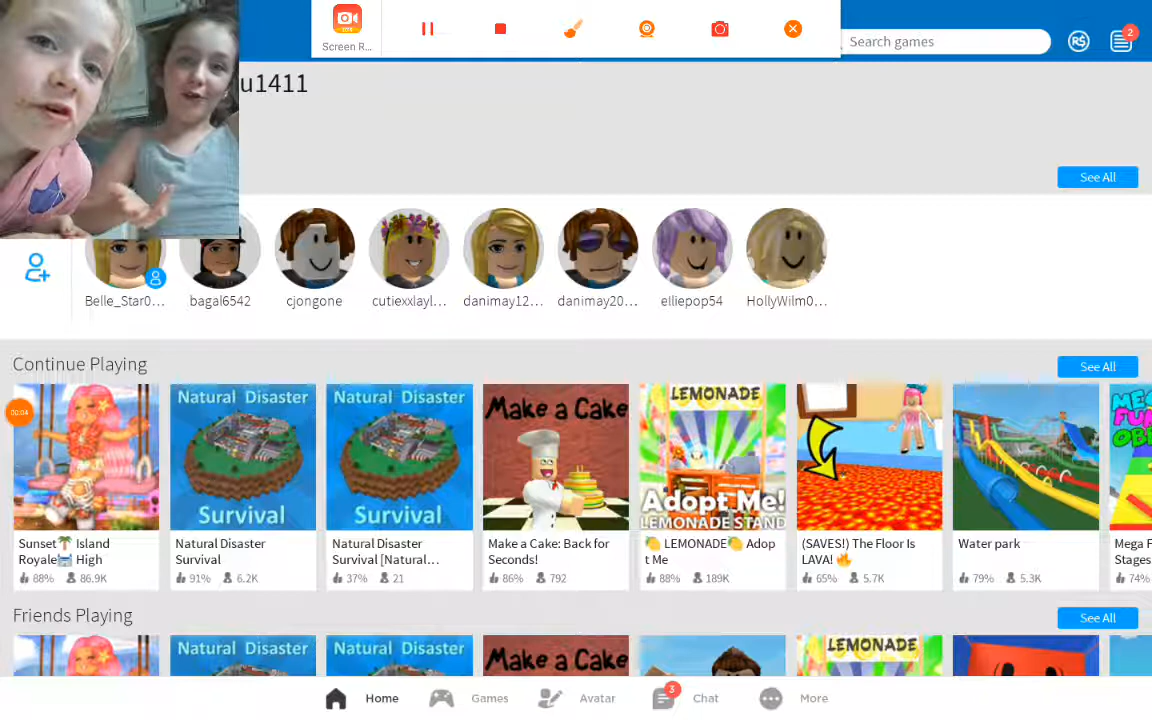 Screen R...
Search games
2
u1411
See All
Belle_Star0...
bagal6542
cjongone
cutiexxlayl...
danimay12...
danimay20...
elliepop54
HollyWilm0...
Continue Playing
See All
00:04
Natural Disaster
Survival
Natural Disaster
Survival
Make a Cake
LEMONADE
Adopt Me!
LEMONADE STAND
Sunset🌴 Island
Royale🏰 High
88% 86.9K
Natural Disaster
Survival
91% 6.2K
Natural Disaster
Survival [Natural...
37% 21
Make a Cake: Back for
Seconds!
86% 792
🍋 LEMONADE🍋 Adop
t Me
88% 189K
(SAVES!) The Floor Is
LAVA! 🔥
65% 5.7K
Water park
79% 5.3K
Mega F
Stages
74%
Friends Playing
See All
Natural Disaster
Natural Disaster
Make a Cake
LEMONADE
Home
Games
Avatar
3
Chat
More